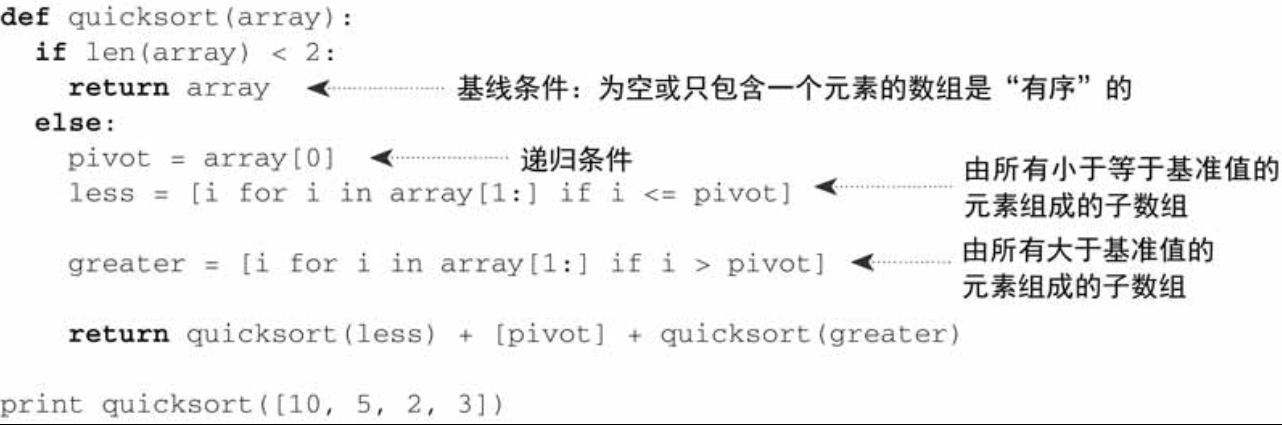 def quicksort(array):
if len(array) < 2:
return array 基线条件：为空或只包含一个元素的数组是“有序”的
else:
pivot = array[0] 递归条件
less = [i for i in array[1:] if i <= pivot] 由所有小于等于基准值的
元素组成的子数组
greater = [i for i in array[1:] if i > pivot] 由所有大于基准值的
元素组成的子数组
return quicksort(less) + [pivot] + quicksort(greater)
print quicksort([10, 5, 2, 3])